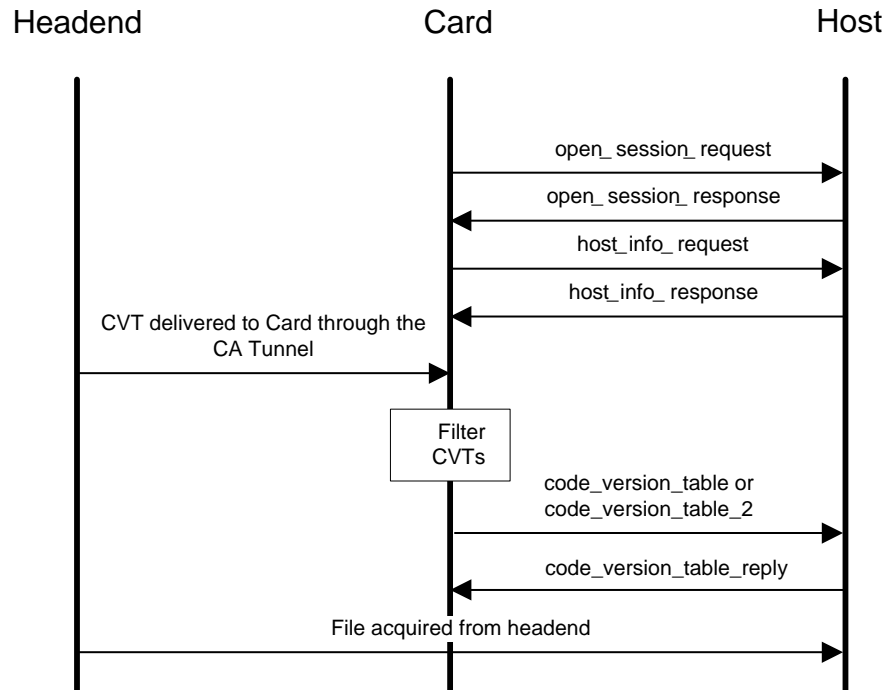 Headend Card Host
open_ session_ request
open_ session_ response
host_info_ request
host_info_ response
CVT delivered to Card through the
CA Tunnel
Filter
CVTs
code_version_table or
code_version_table_2
code_version_table_reply
File acquired from headend